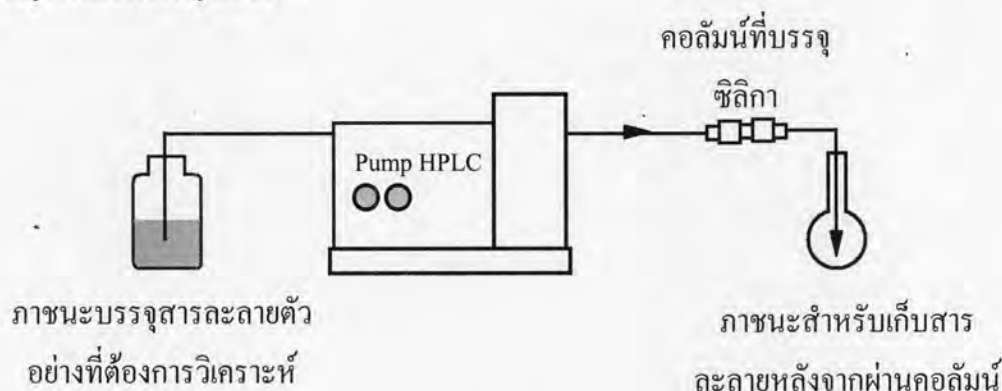 คอลัมน์ที่บรรจุ
ซิลิกา
Pump HPLC
ภาชนะบรรจุสารละลายตัว
อย่างที่ต้องการวิเคราะห์
ภาชนะสำหรับเก็บสาร
ละลายหลังจากผ่านคอลัมน์